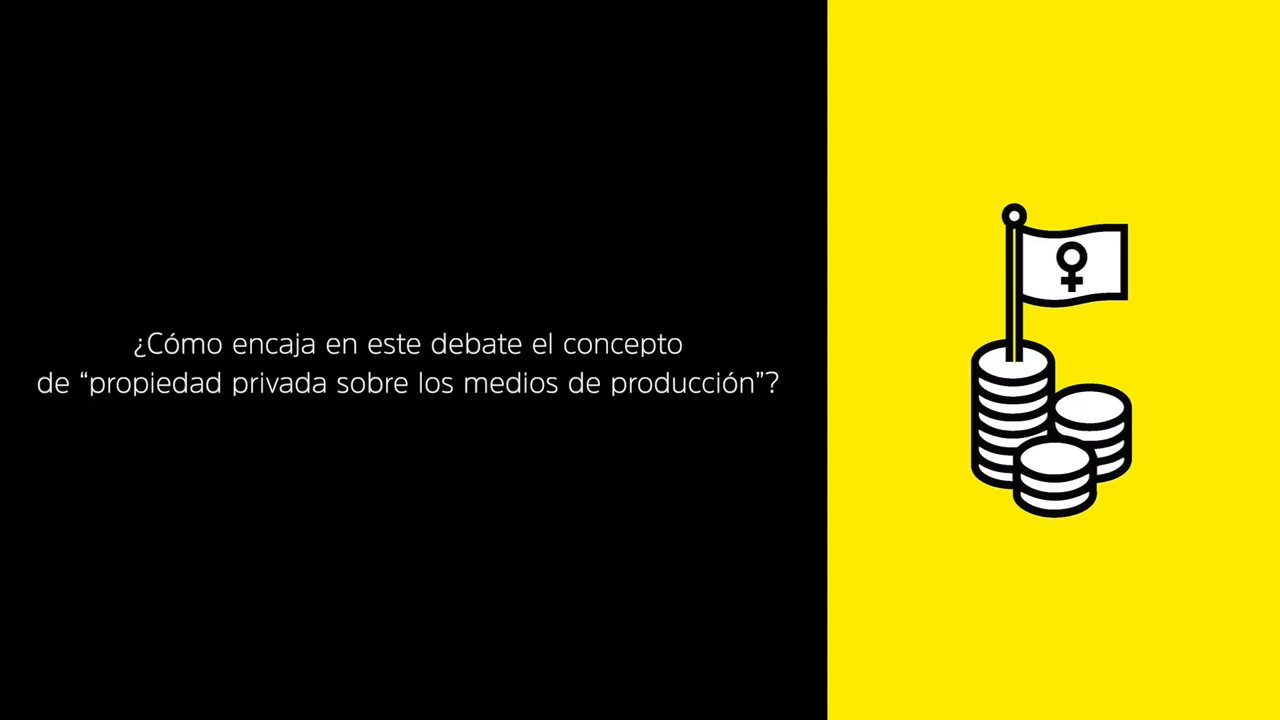 ¿Cómo encaja en este debate el concepto
de “propiedad privada sobre los medios de producción”?